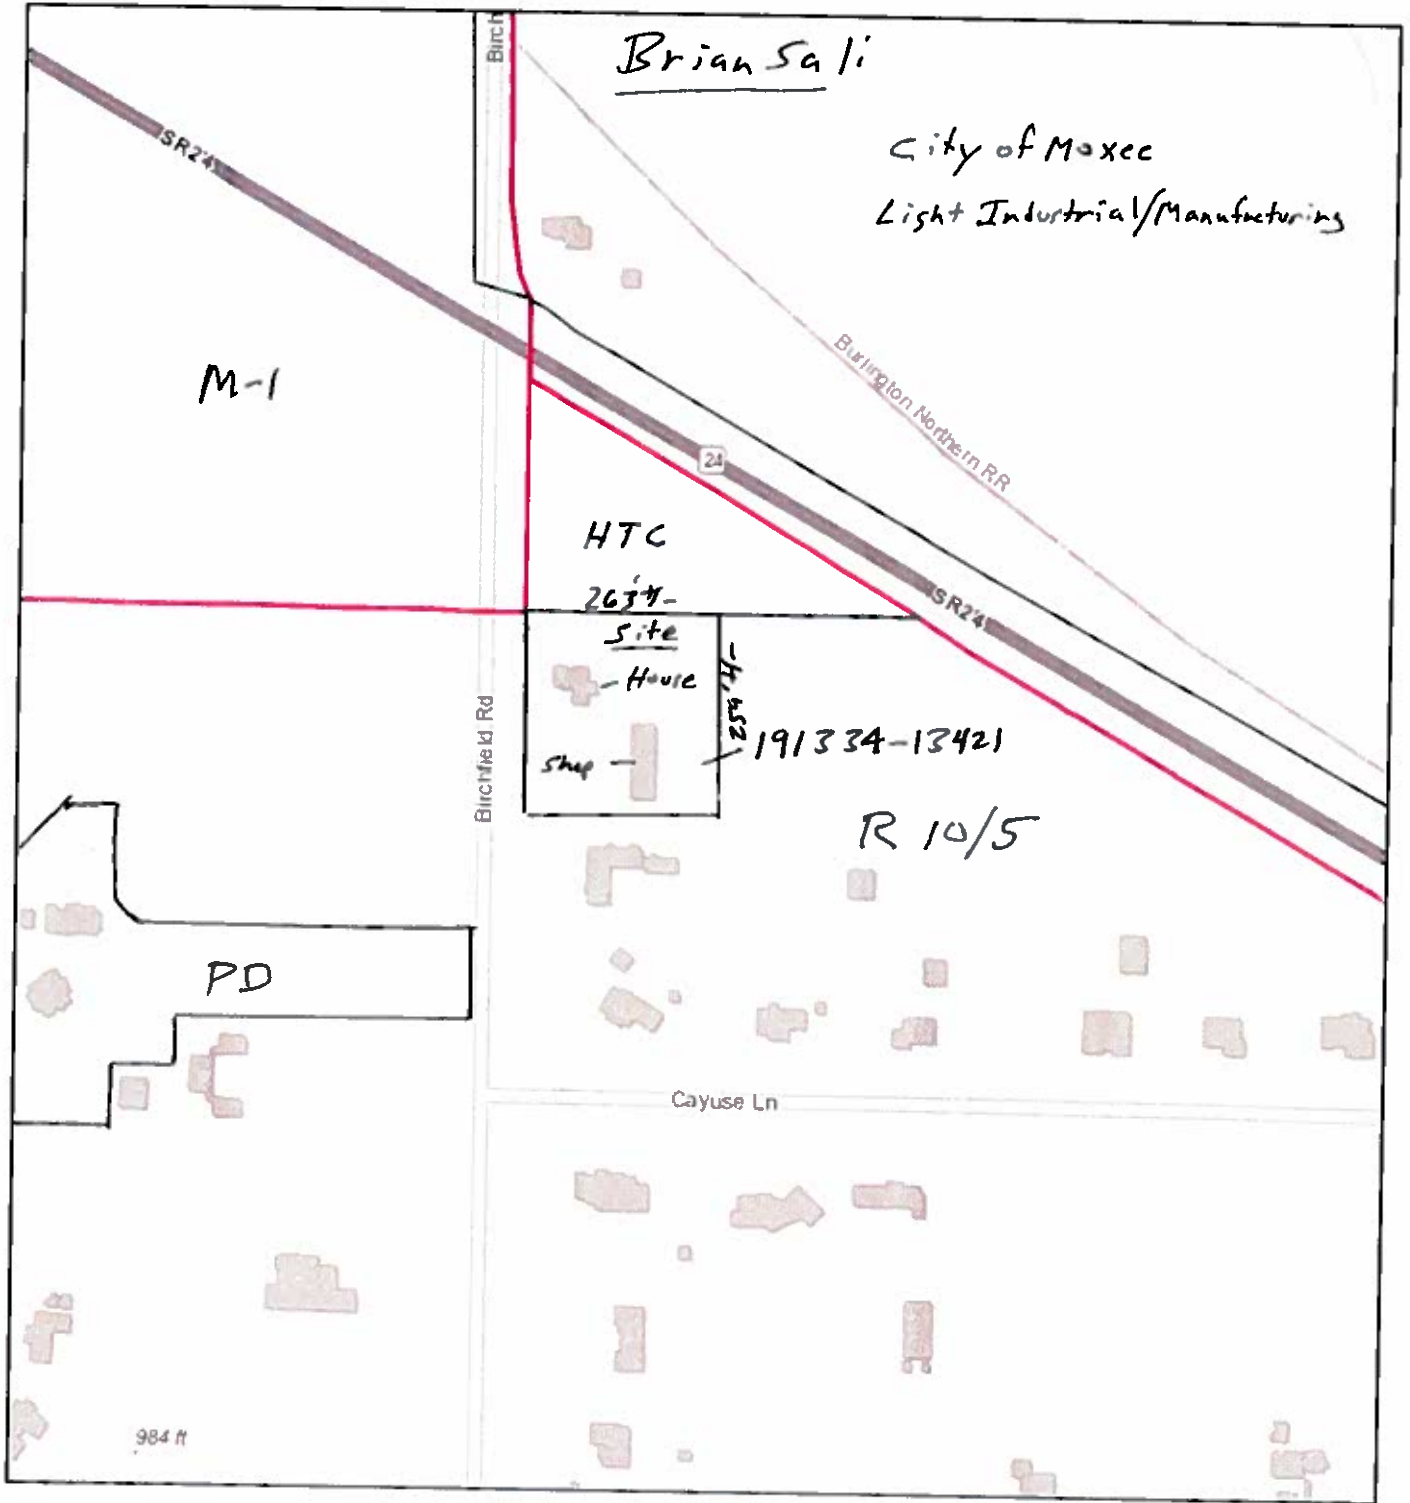 Birch
Brian Sali
City of Moxee
Light Industrial/Manufacturing
SR24
M-1
Burlington Northern RR
24
HTC
263'±
SR24
Site
House
Birchfield Rd
Shop
191334-13421
R 10/5
PD
Cayuse Ln
984 ft